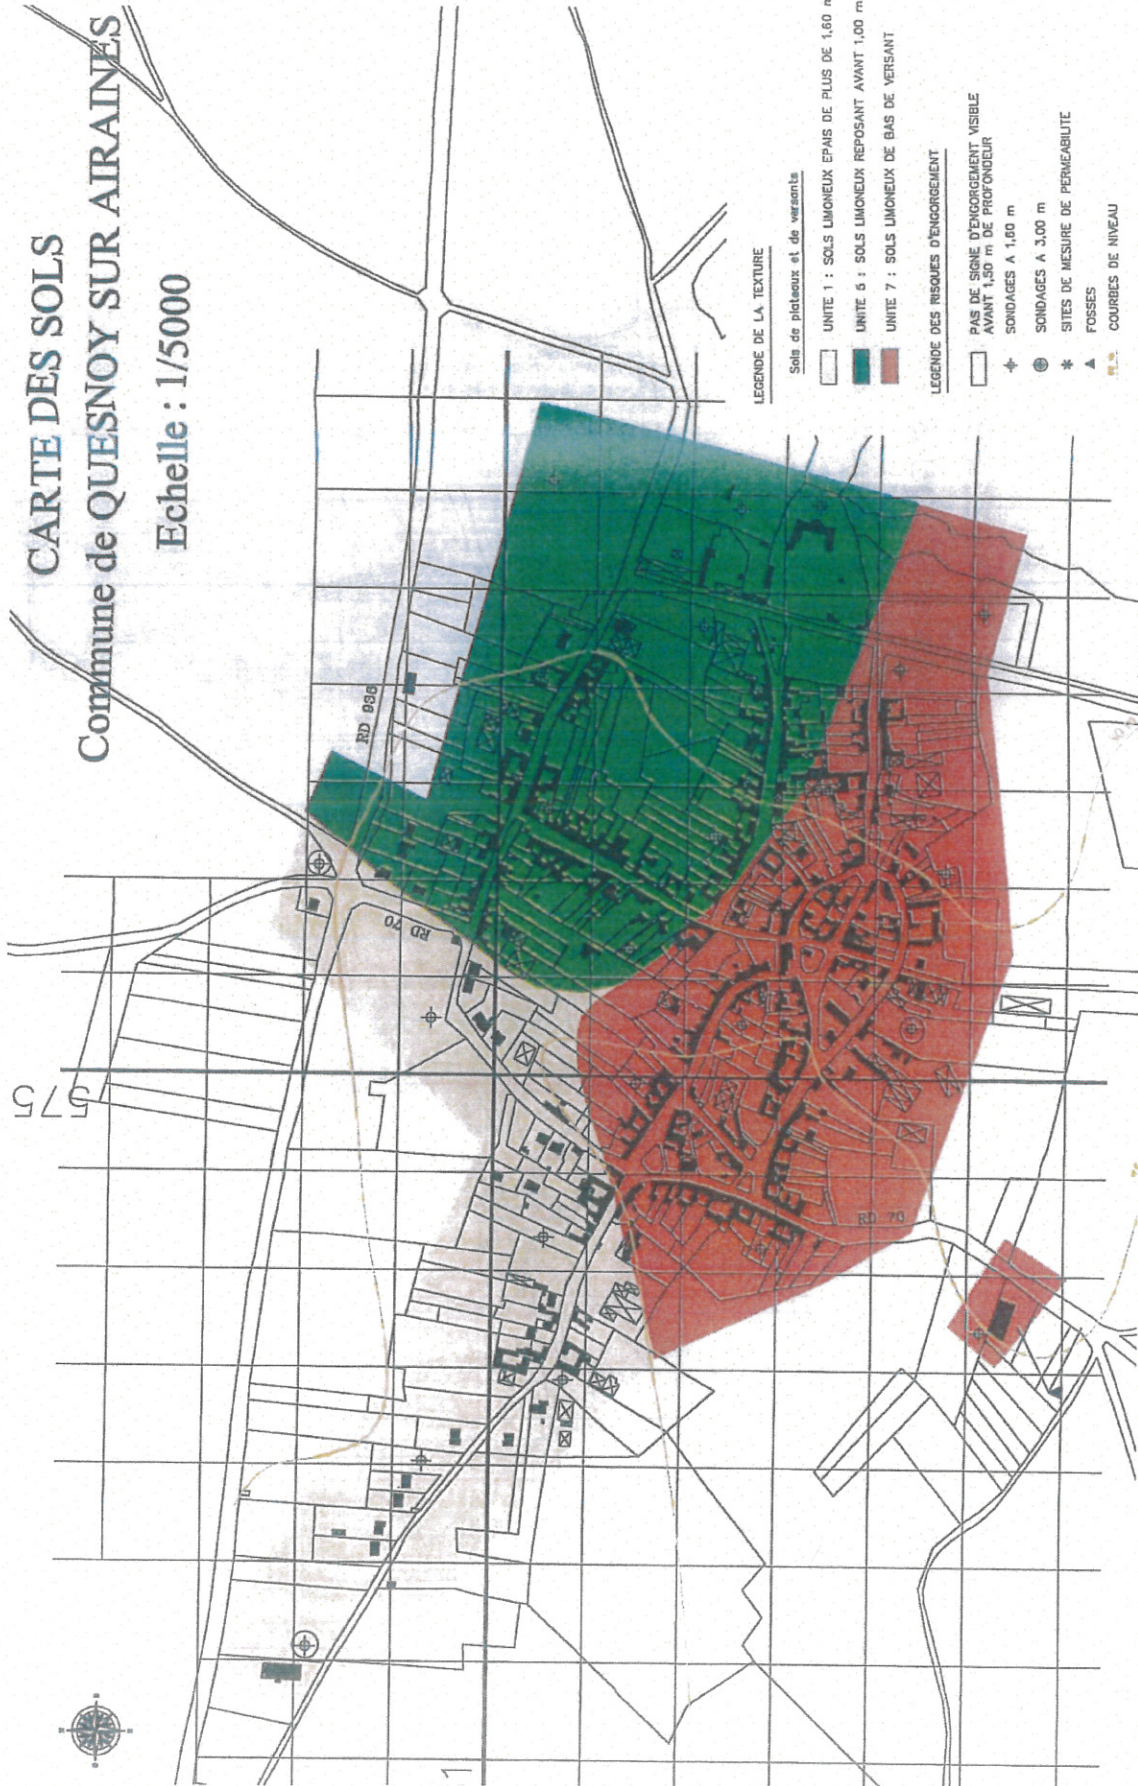 CARTE DES SOLS
Commune de QUESNOY SUR AIRAINES
Echelle : 1/5000
575
RD 936
RD 70
RD 70
1
LEGENDE DE LA TEXTURE
Sols de plateaux et de versants
UNITE 1 : SOLS LIMONEUX EPAIS DE PLUS DE 1,60
UNITE 5 : SOLS LIMONEUX REPOSANT AVANT 1,00 m
UNITE 7 : SOLS LIMONEUX DE BAS DE VERSANT
LEGENDE DES RISQUES D'ENGORGEMENT
PAS DE SIGNE D'ENGORGEMENT VISIBLE
AVANT 1,50 m DE PROFONDEUR
SONDAGES A 1,60 m
SONDAGES A 3,00 m
SITES DE MESURE DE PERMEABILITE
FOSSES
COURBES DE NIVEAU